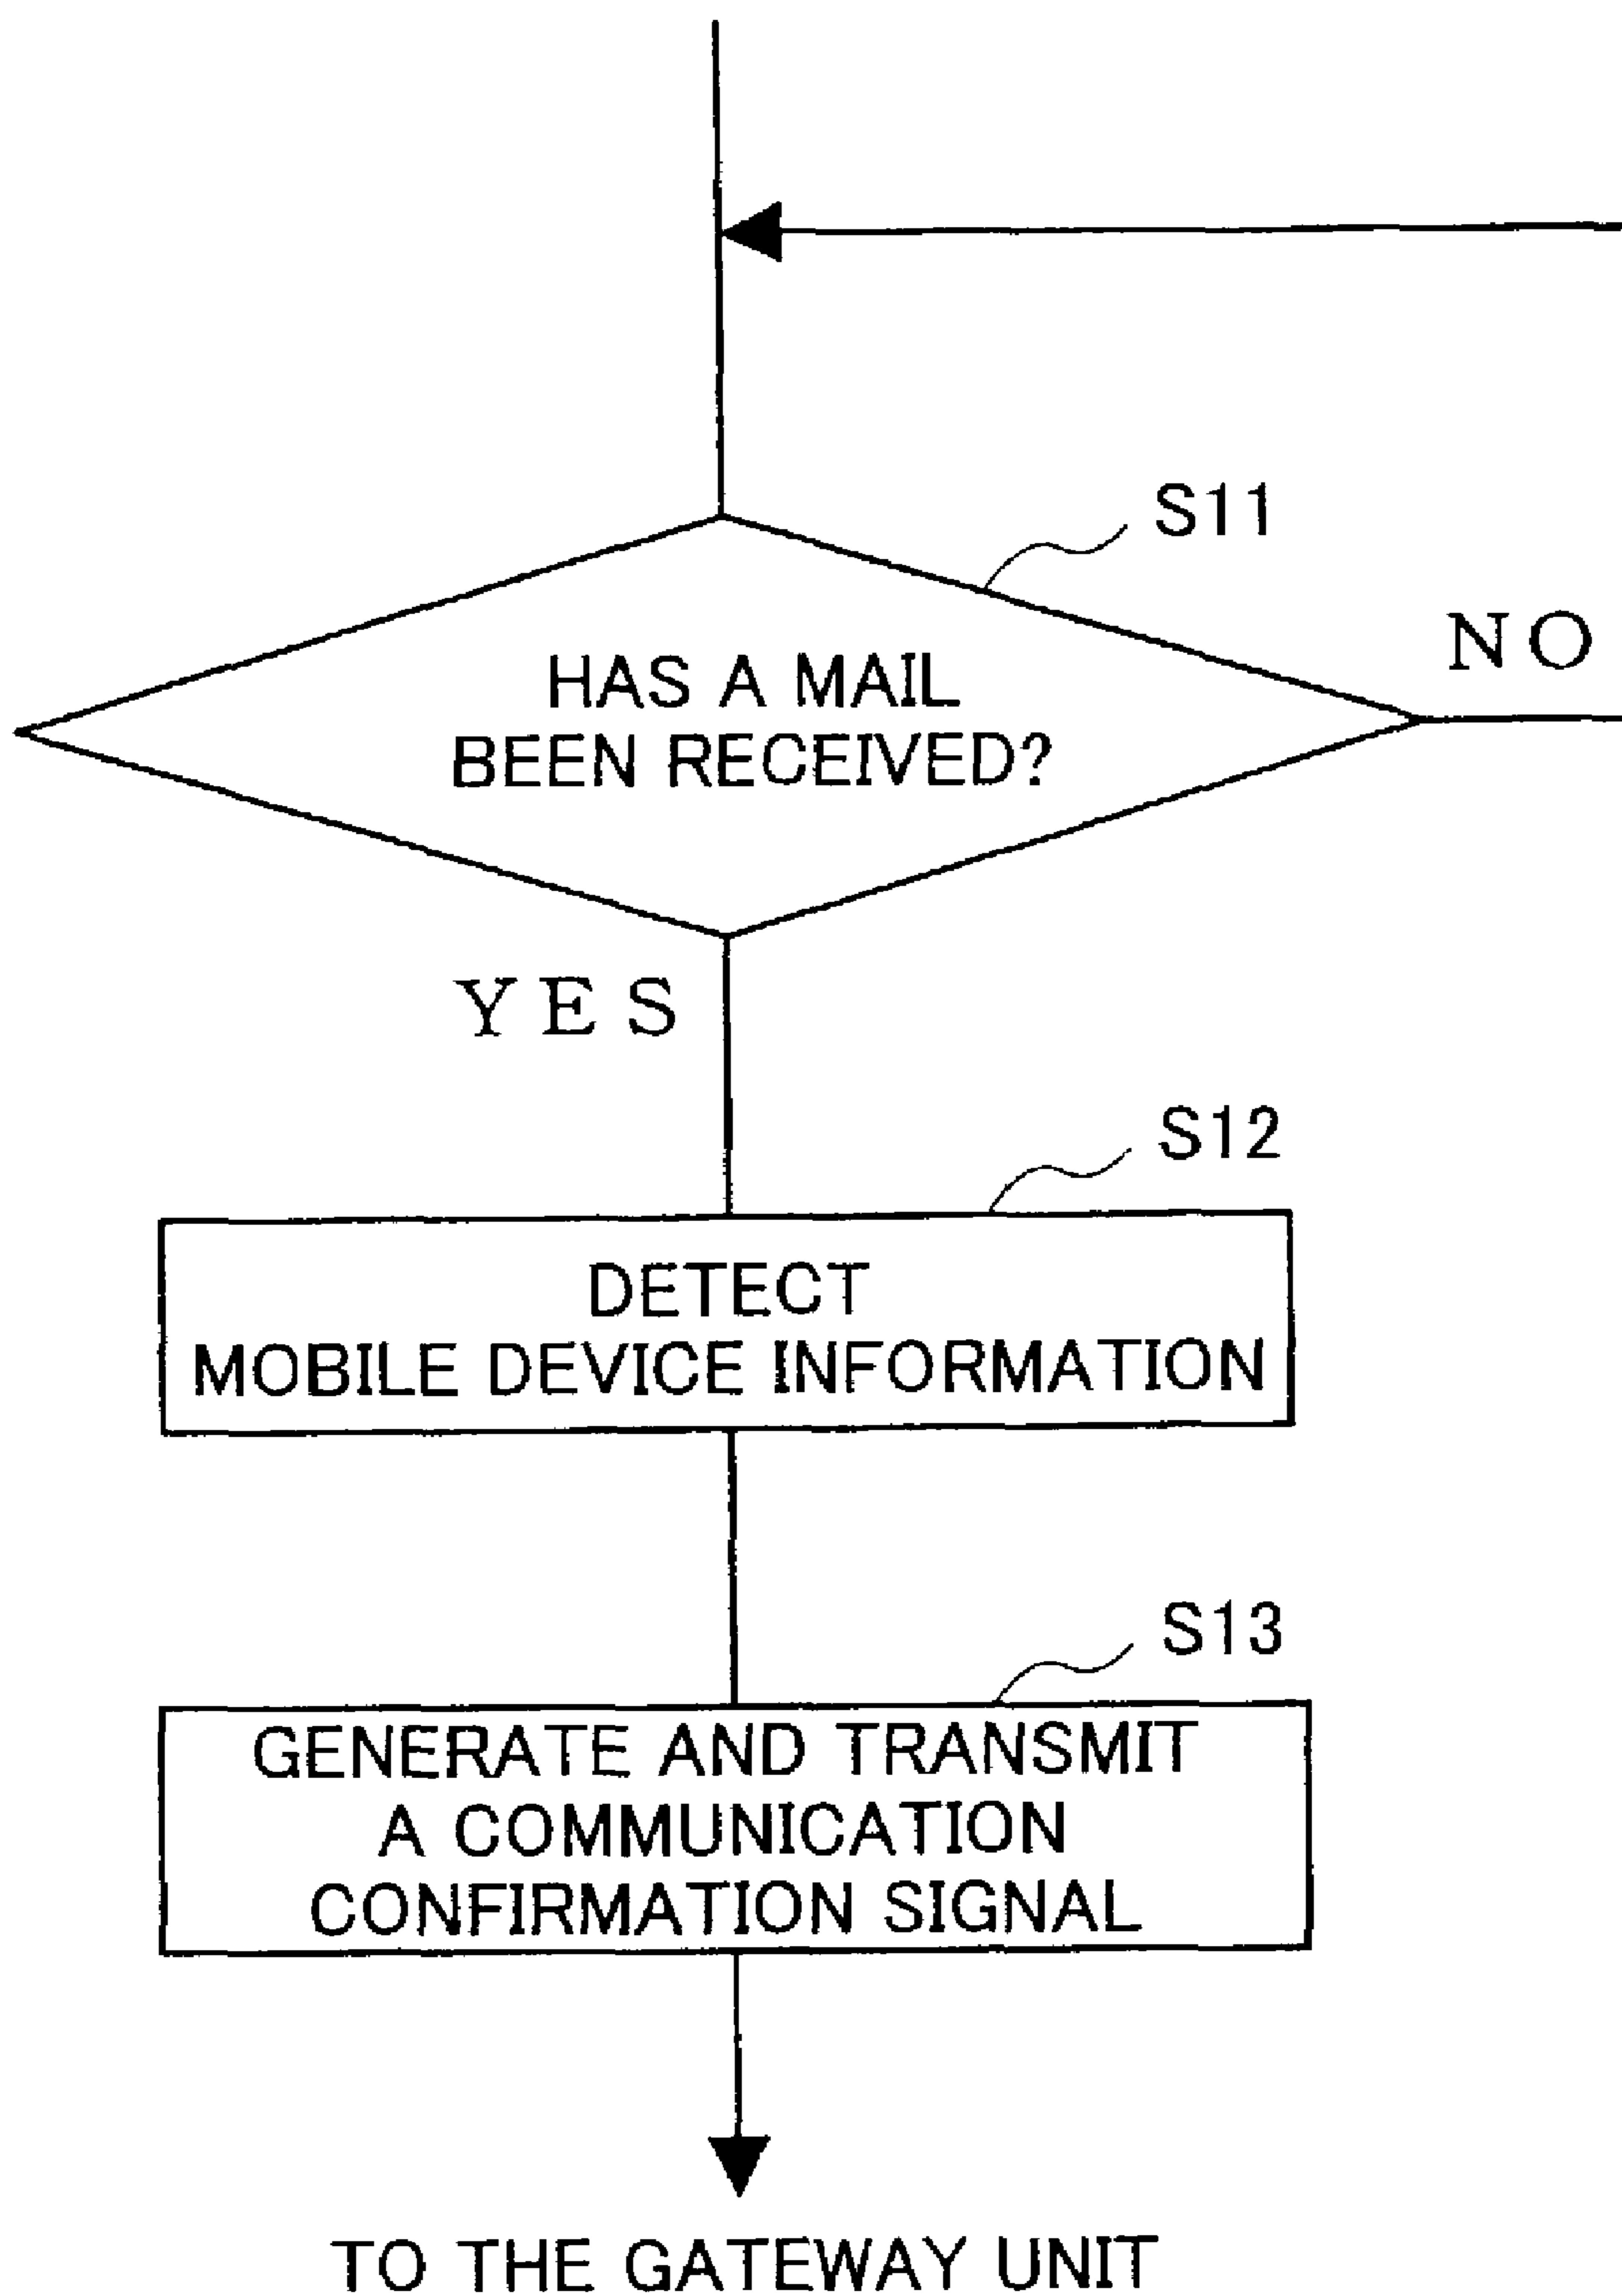 S11
HAS A MAIL
BEEN RECEIVED?
NO
YES
S12
DETECT
MOBILE DEVICE INFORMATION
S13
GENERATE AND TRANSMIT
A COMMUNICATION
CONFIRMATION SIGNAL
TO THE GATEWAY UNIT